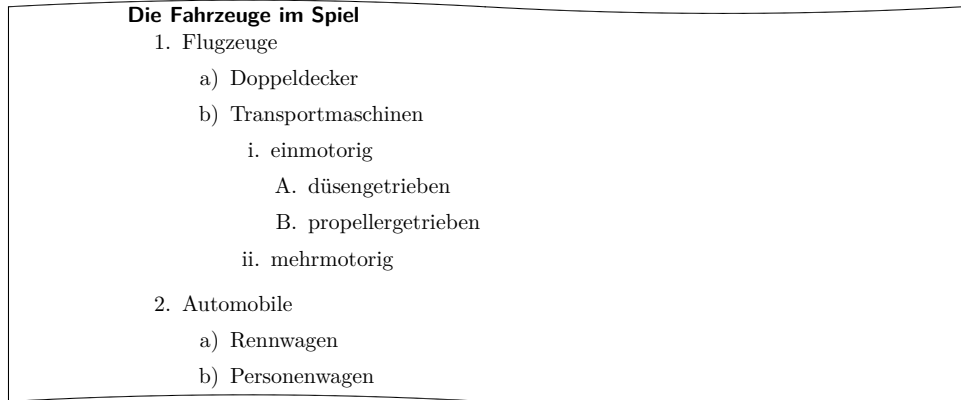 Die Fahrzeuge im Spiel
1. Flugzeuge
a) Doppeldecker
b) Transportmaschinen
i. einmotorig
A. düsengetrieben
B. propellergetrieben
ii. mehrmotorig
2. Automobile
a) Rennwagen
b) Personenwagen